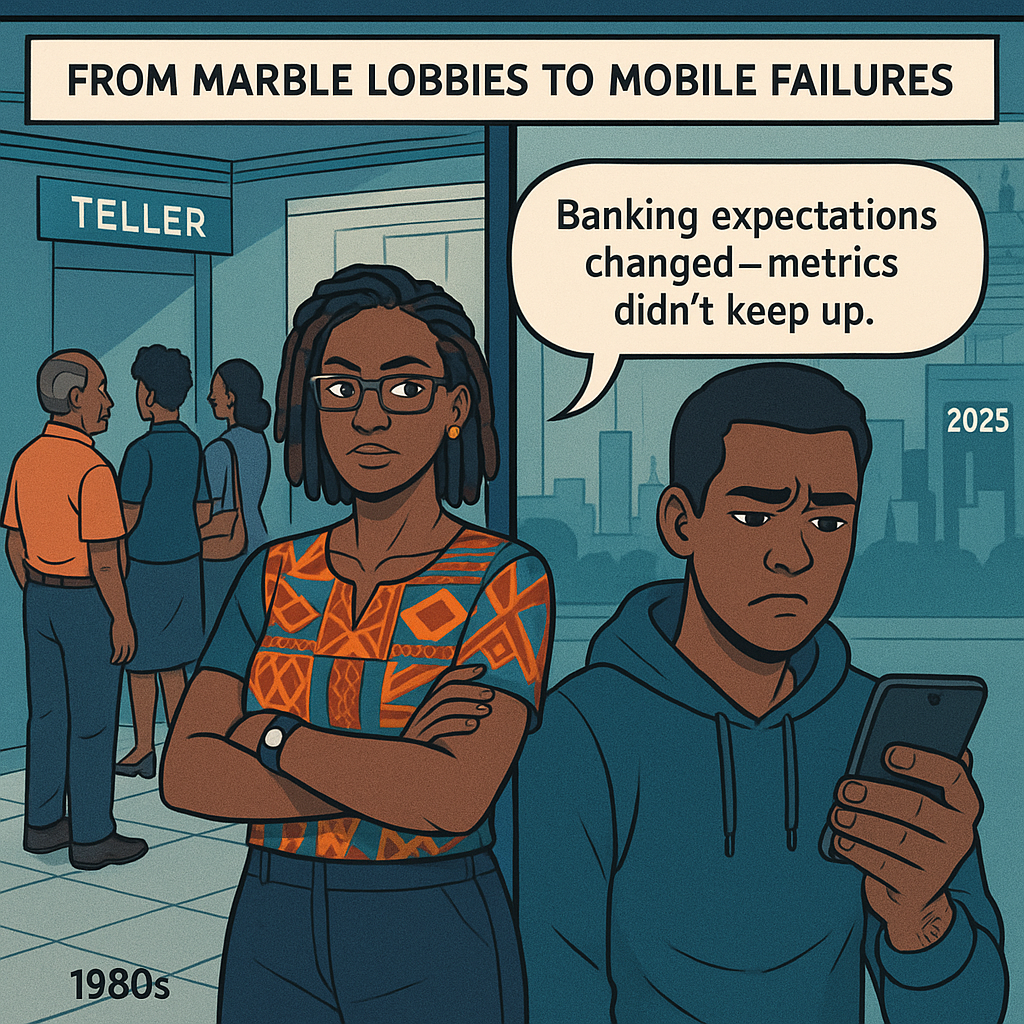 FROM MARBLE LOBBIES TO MOBILE FAILURES
TELLER
Banking expectations
changed–metrics
didn't keep up.
2025
1980s